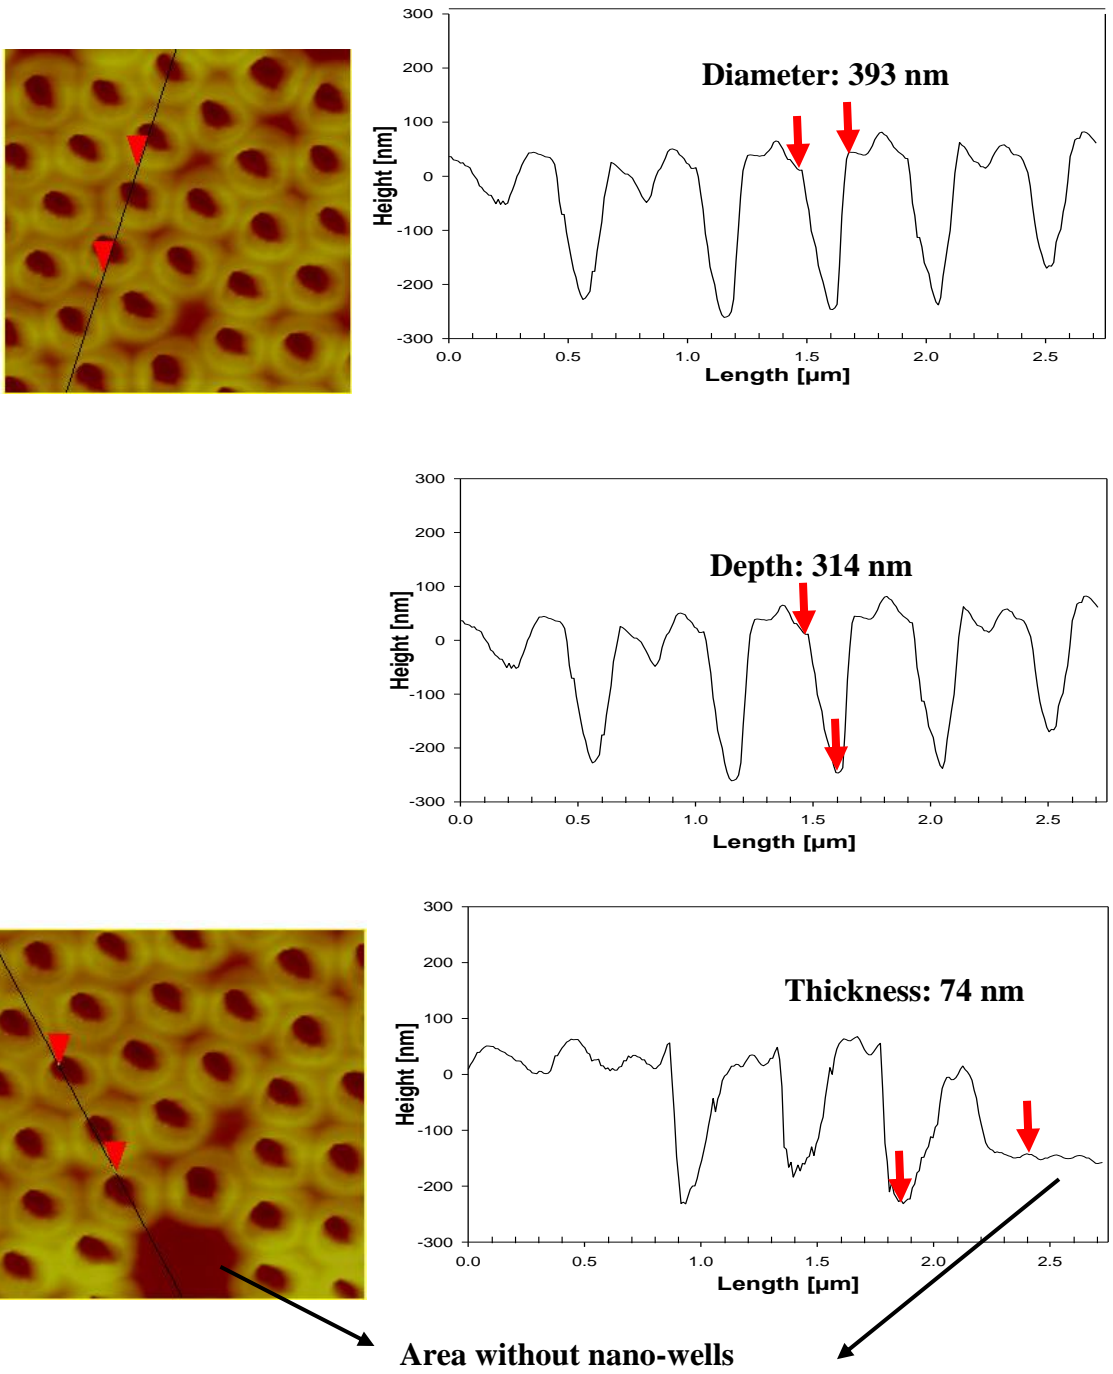 300
200
100
0
-100
-200
-300
Height [nm]
Diameter: 393 nm
0.0 0.5 1.0 1.5 2.0 2.5
Length [µm]
300
200
100
0
-100
-200
-300
Height [nm]
Depth: 314 nm
0.0 0.5 1.0 1.5 2.0 2.5
Length [µm]
300
200
100
0
-100
-200
-300
Height [nm]
Thickness: 74 nm
0.0 0.5 1.0 1.5 2.0 2.5
Length [µm]
Area without nano-wells